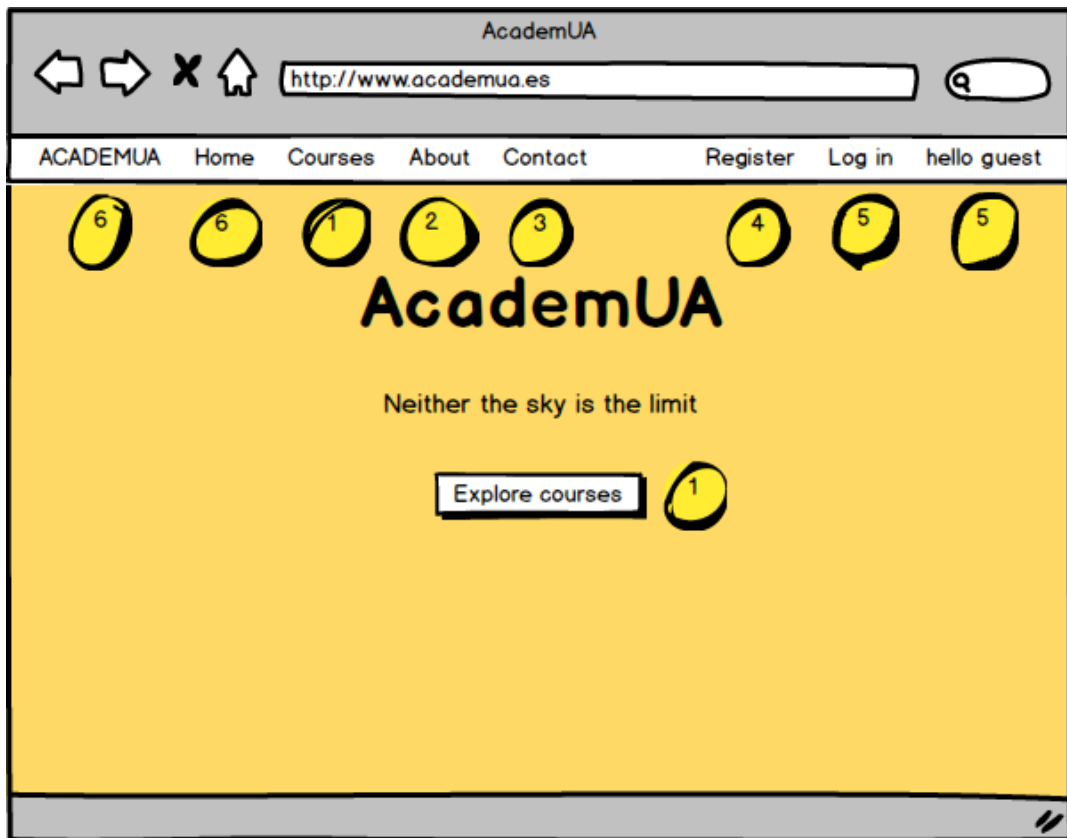 AcademUA
http://www.academua.es
ACADEMUA Home Courses About Contact Register Log in hello guest
6 6 1 2 3 4 5 5
AcademUA
Neither the sky is the limit
Explore courses 1